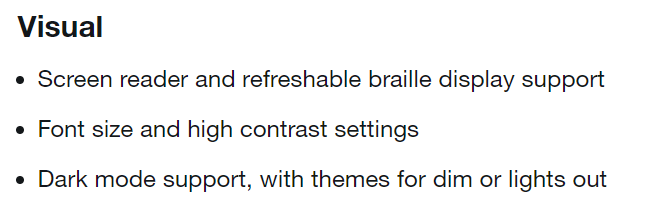 Visual
• Screen reader and refreshable braille display support
• Font size and high contrast settings
• Dark mode support, with themes for dim or lights out